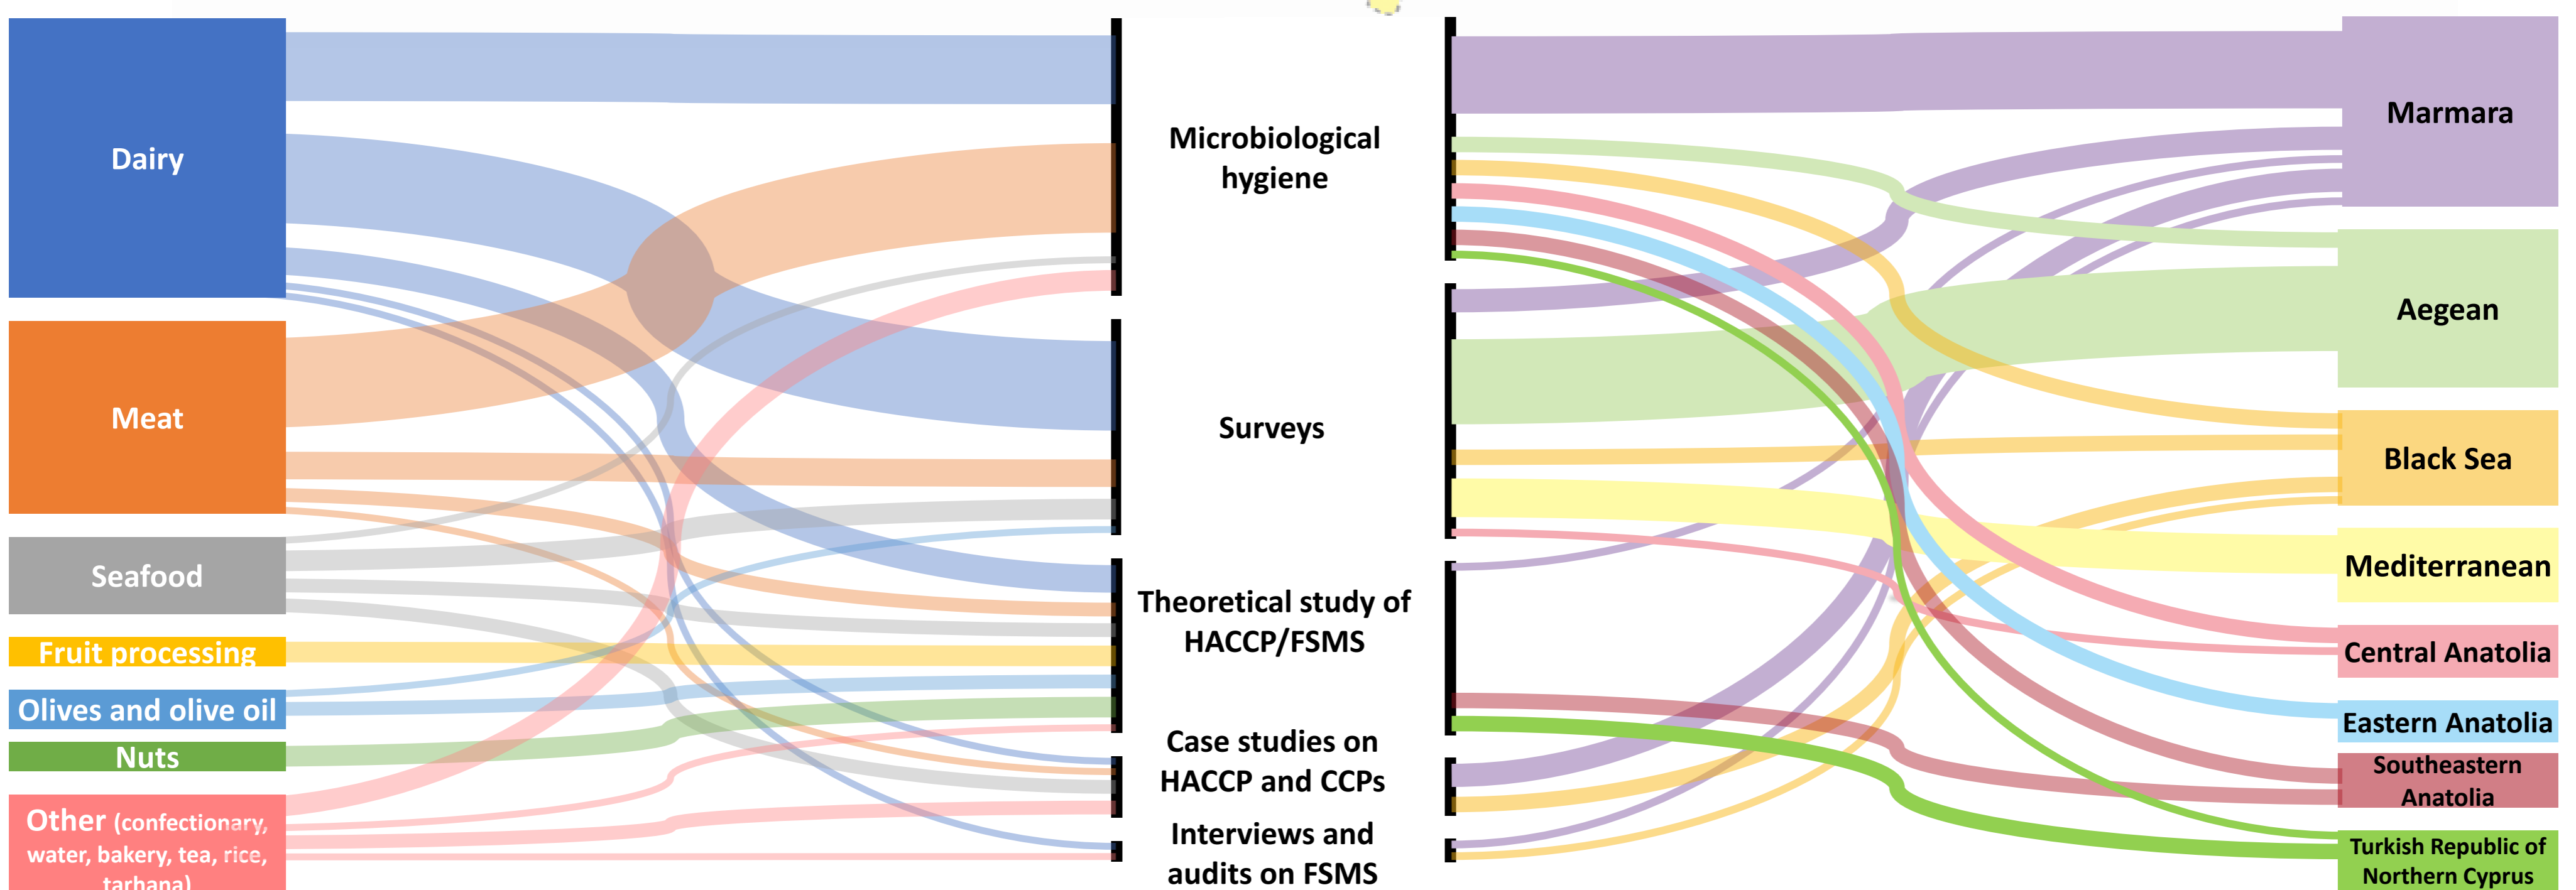 Dairy
Meat
Seafood
Fruit processing
Olives and olive oil
Nuts
Other (confectionary,
water, bakery, tea, rice,
tarhana)
Microbiological
hygiene
Surveys
Theoretical study of
HACCP/FSMS
Case studies on
HACCP and CCPs
Interviews and
audits on FSMS
Marmara
Aegean
Black Sea
Mediterranean
Central Anatolia
Eastern Anatolia
Southeastern
Anatolia
Turkish Republic of
Northern Cyprus